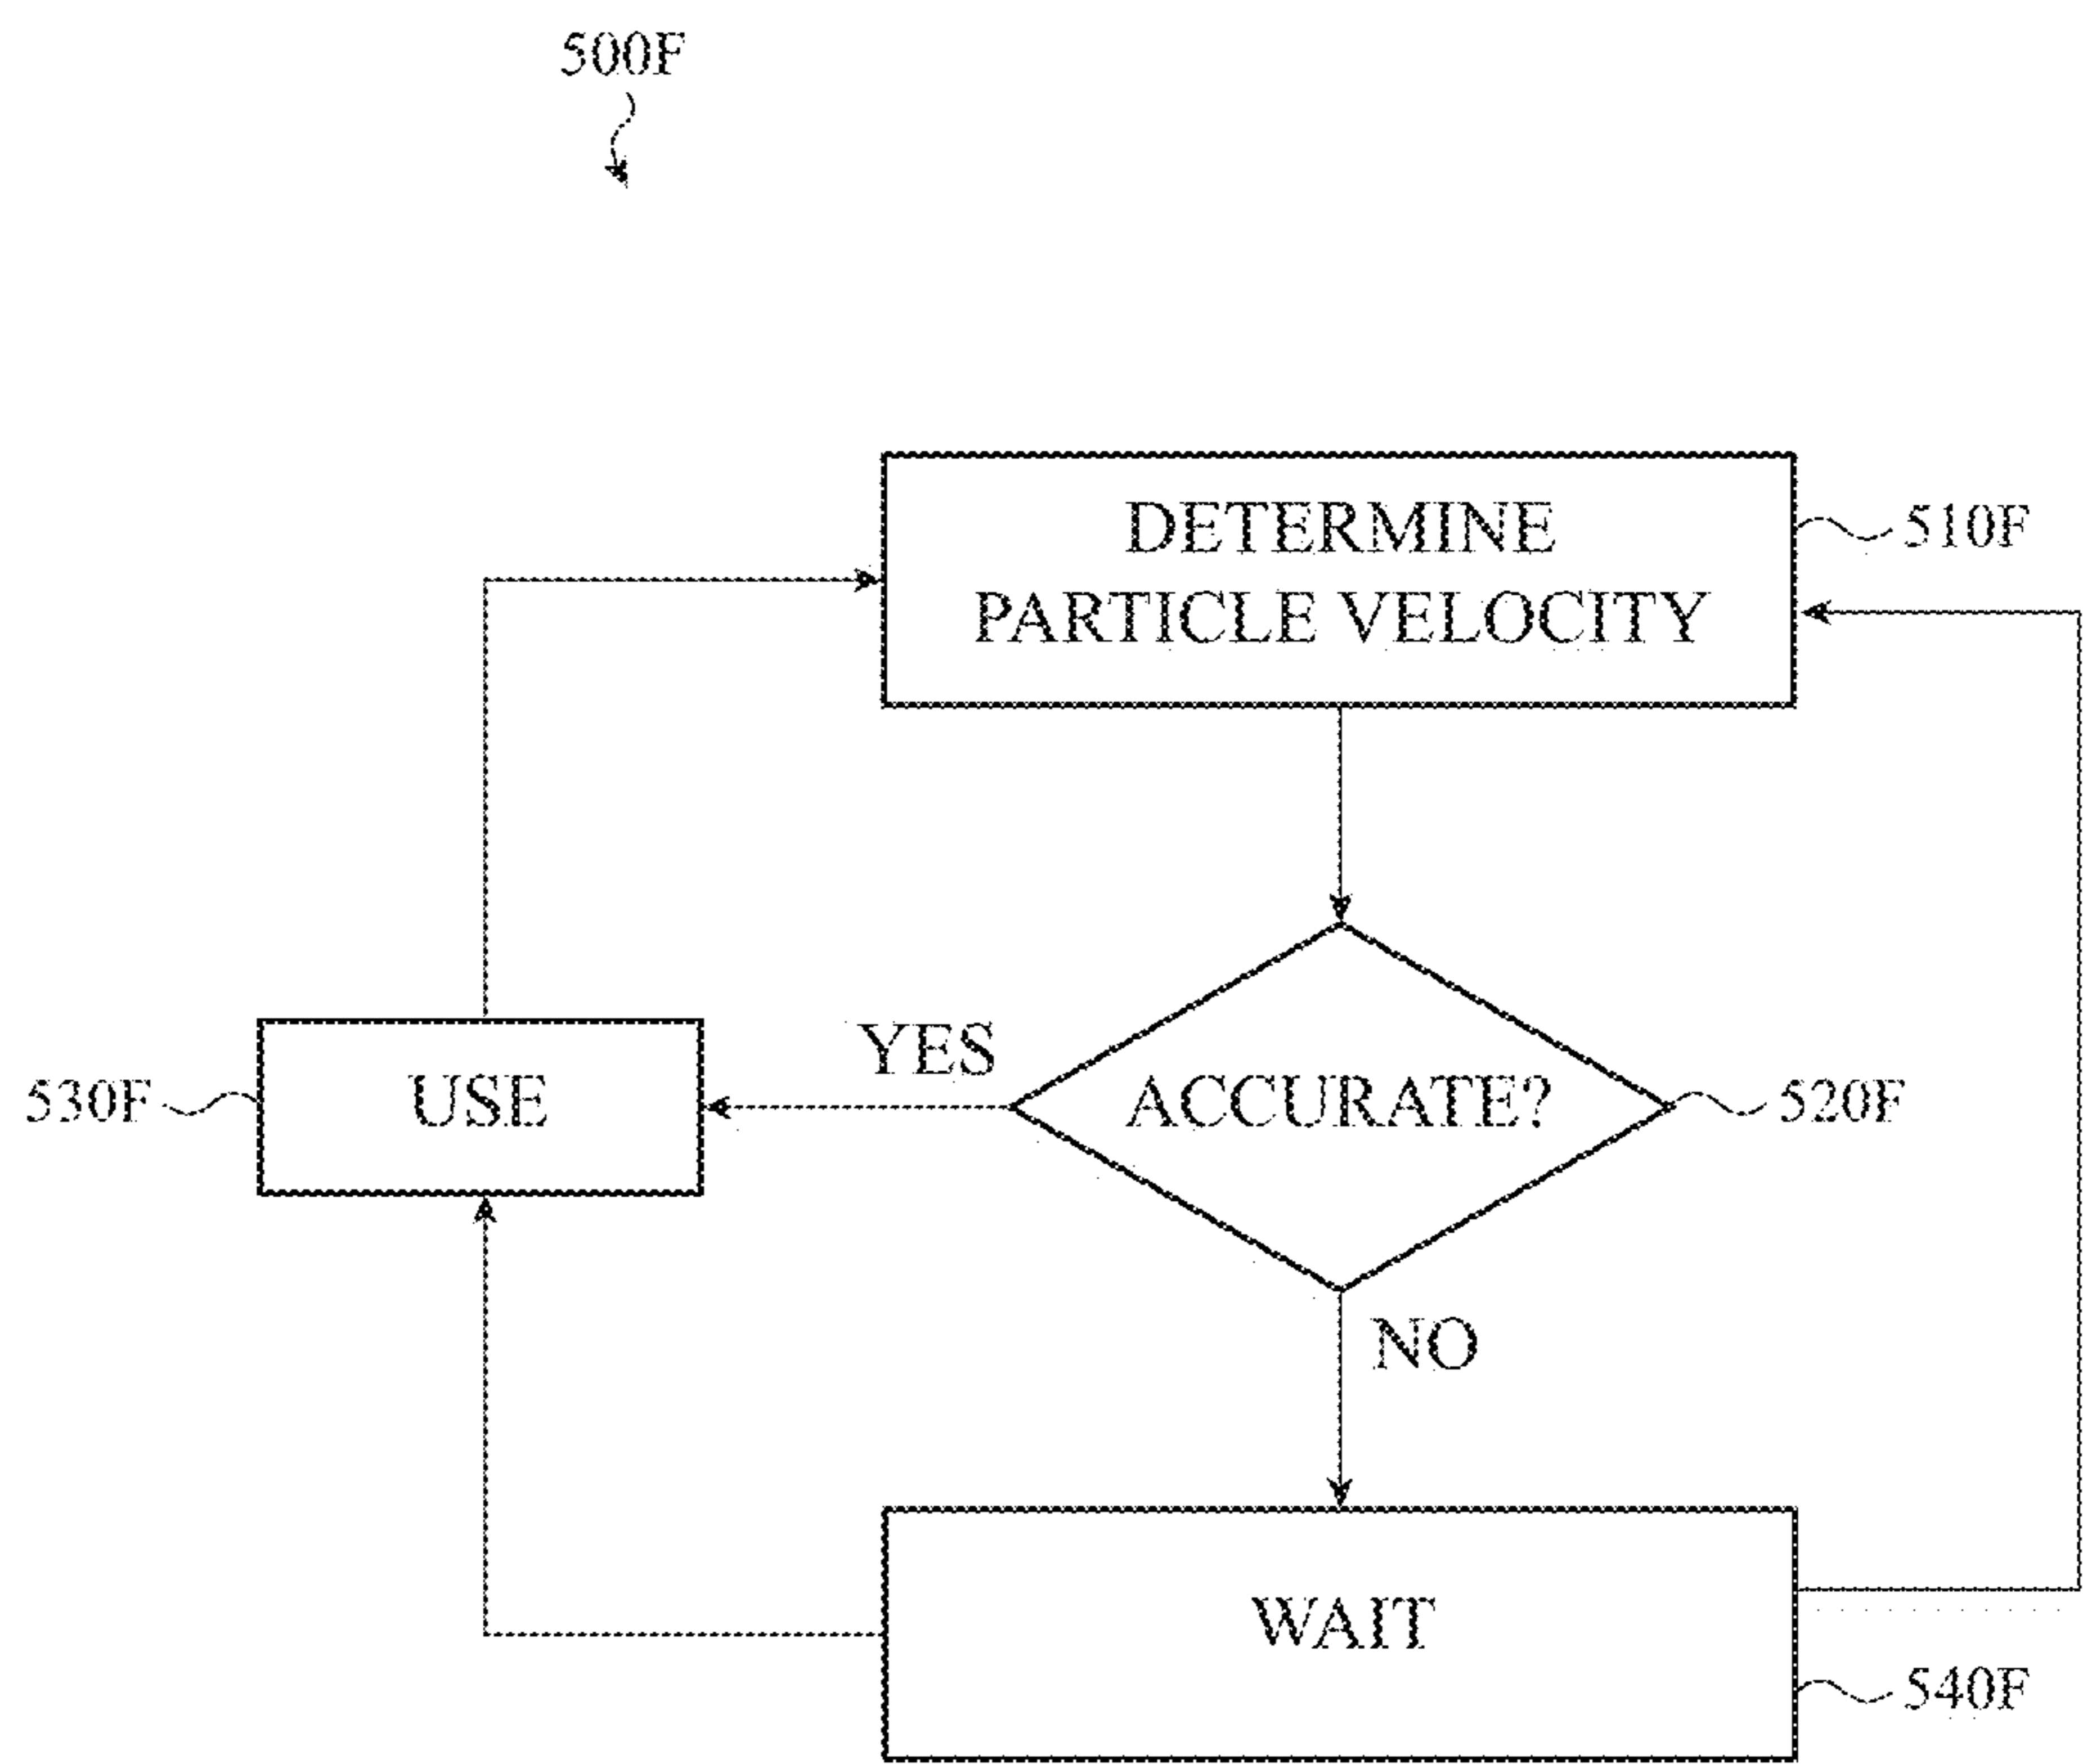 500F
DETERMINE
PARTICLE VELOCITY
510F
YES
530F
USE
ACCURATE?
520F
NO
WAIT
540F